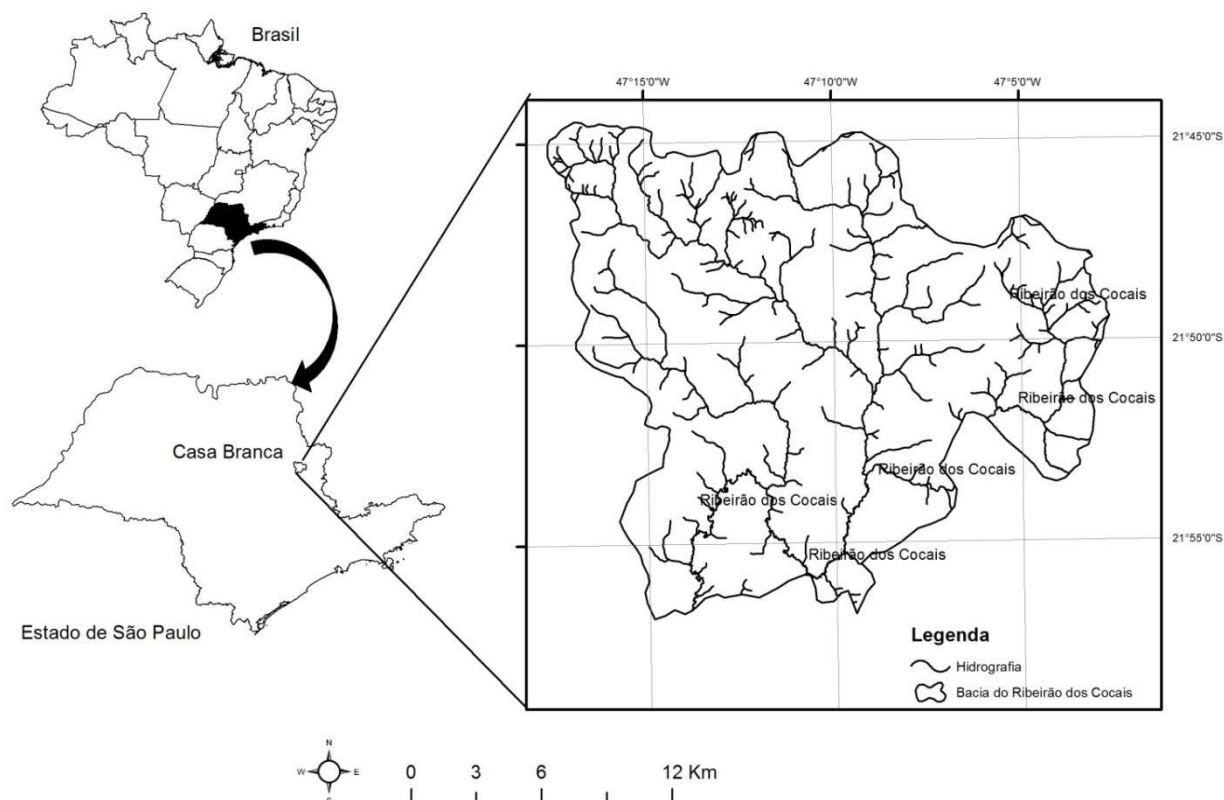 Brasil
47°15'0"W
47°10'0"W
47°5'0"W
21°45'0"S
Ribeirão dos Cocais
21°50'0"S
Ribeirão dos Cocais
Casa Branca
Ribeirão dos Cocais
Ribeirão dos Cocais
21°55'0"S
Ribeirão dos Cocais
Estado de São Paulo
Legenda
Hidrografia
Bacia do Ribeirão dos Cocais
N
W
E
0 3 6 12 Km